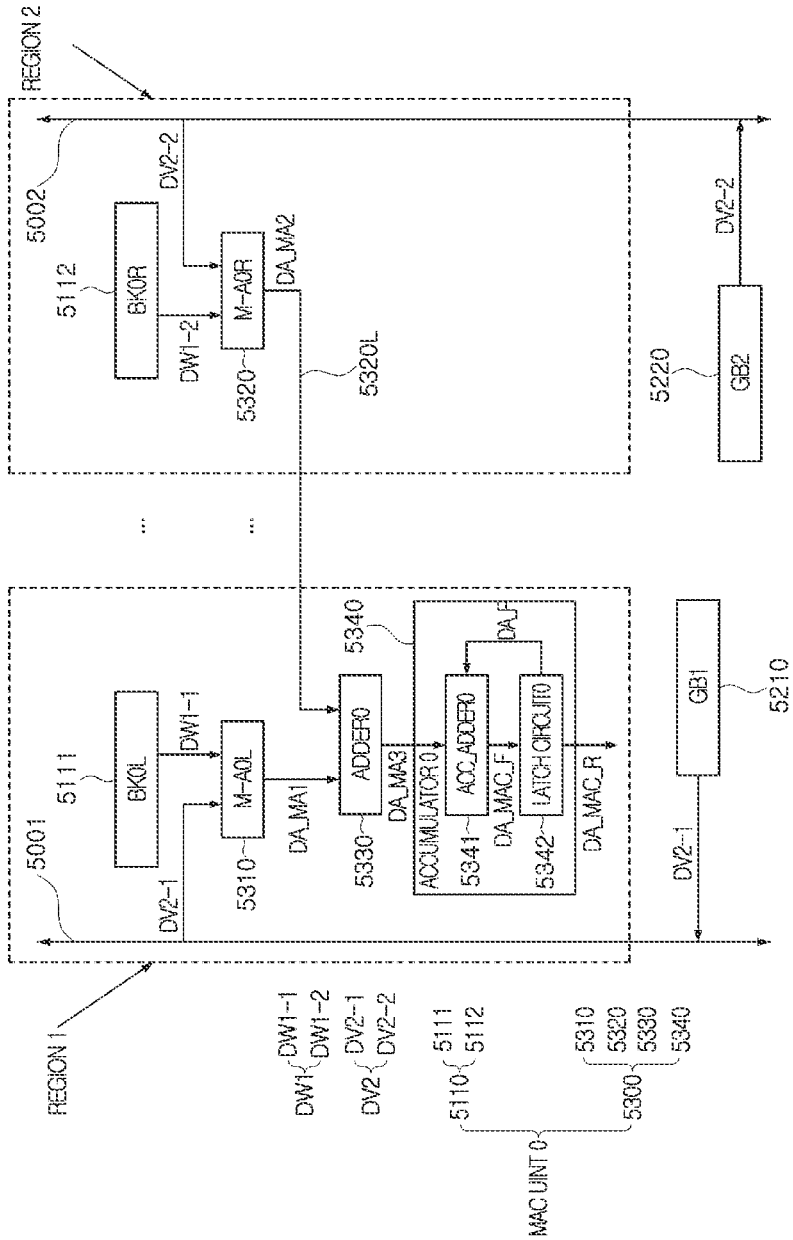 REGION 1
REGION 2
5001
5111
BK0L
DV2-1
DW1-1
M-A0L
5310
DA_MA1
5330
ADDER0
DA_MA3
5340
ACCUMULATOR 0
5341
ACC_ADDER0
DA_F
DA_MAC_F
5342
LATCH CIRCUIT0
DA_MAC_R
...
...
5112
5002
BK0R
DW1-2
DV2-2
M-A0R
5320
DA_MA2
5320L
DV2-1
GB1
5210
5220
GB2
DV2-2
DW1
DW1-1
DW1-2
DV2
DV2-1
DV2-2
MAC UINT 0
5110
5111
5112
5300
5310
5320
5330
5340